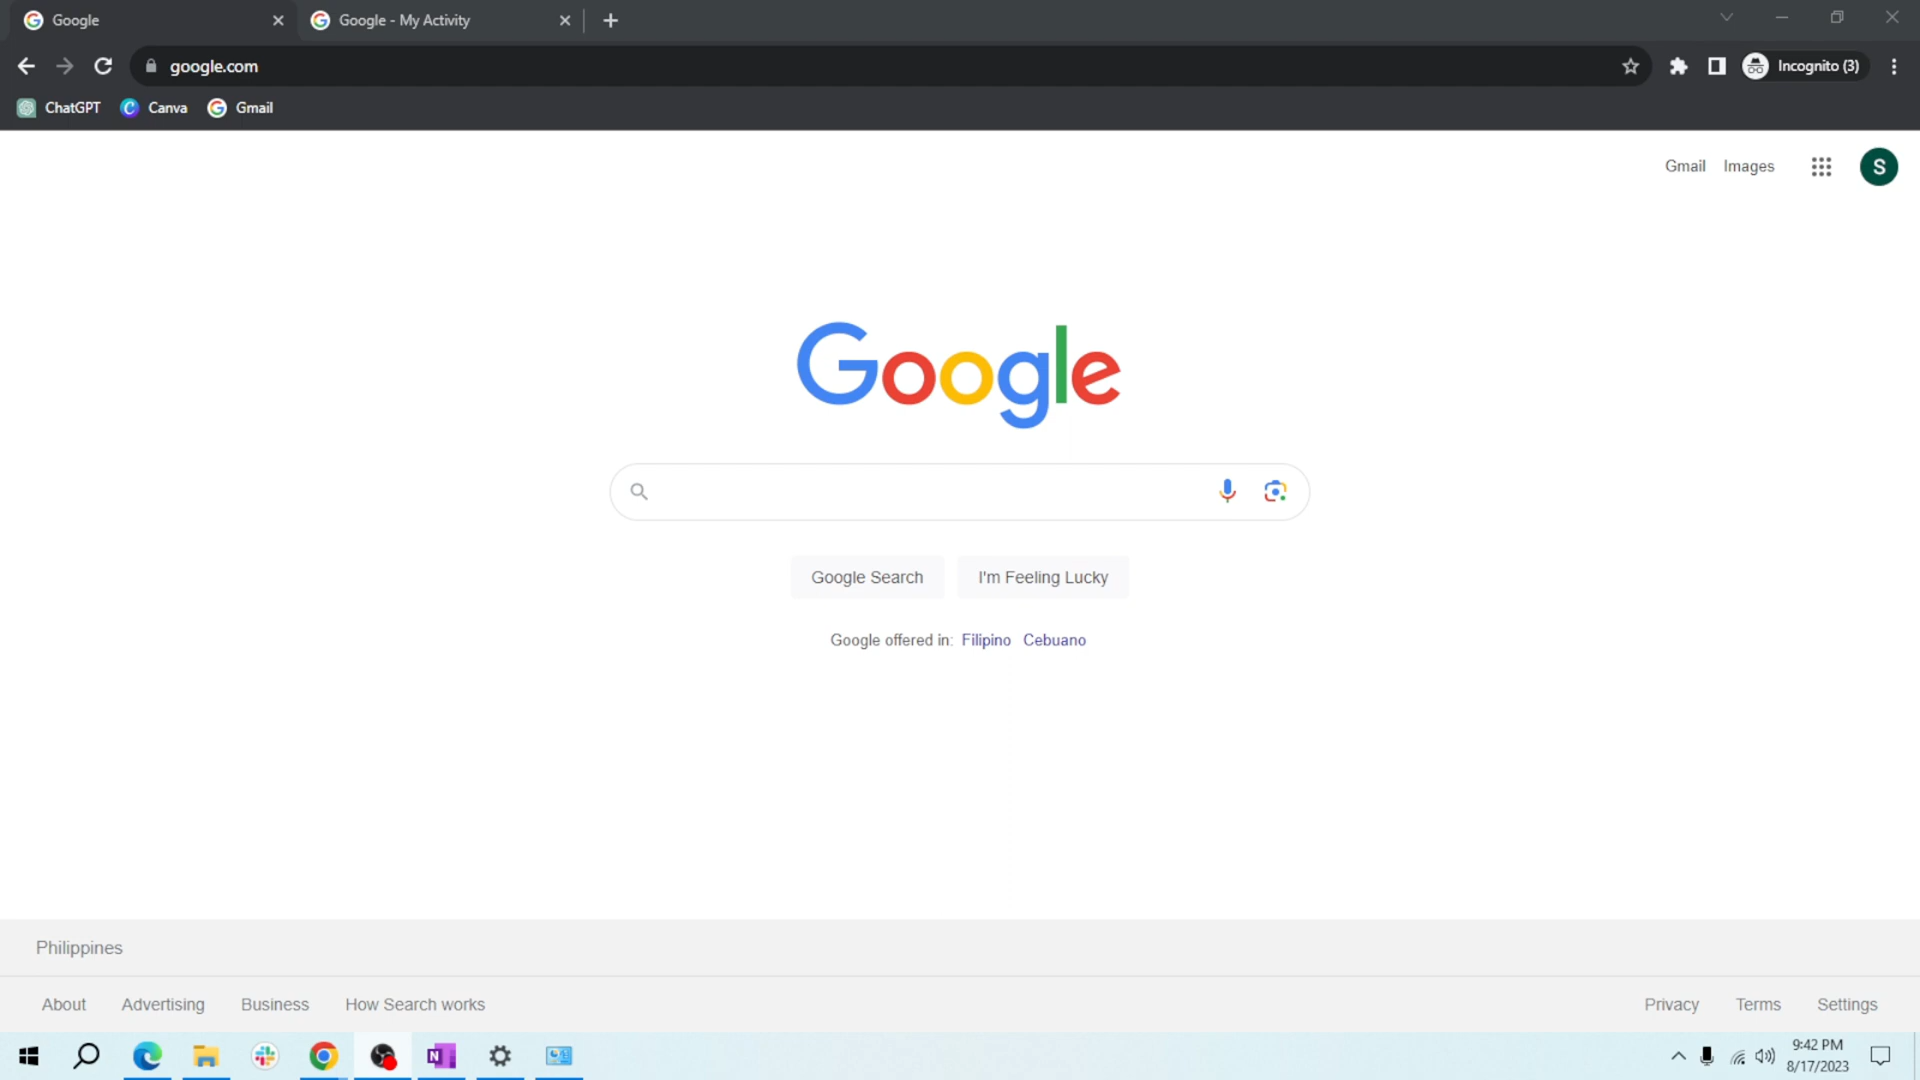 Google
Google - My Activity
google.com
Incognito (3)
ChatGPT
Canva
Gmail
Gmail
Images
S
Google
Google Search
I'm Feeling Lucky
Google offered in: Filipino Cebuano
Philippines
About
Advertising
Business
How Search works
Privacy
Terms
Settings
9:42 PM
8/17/2023